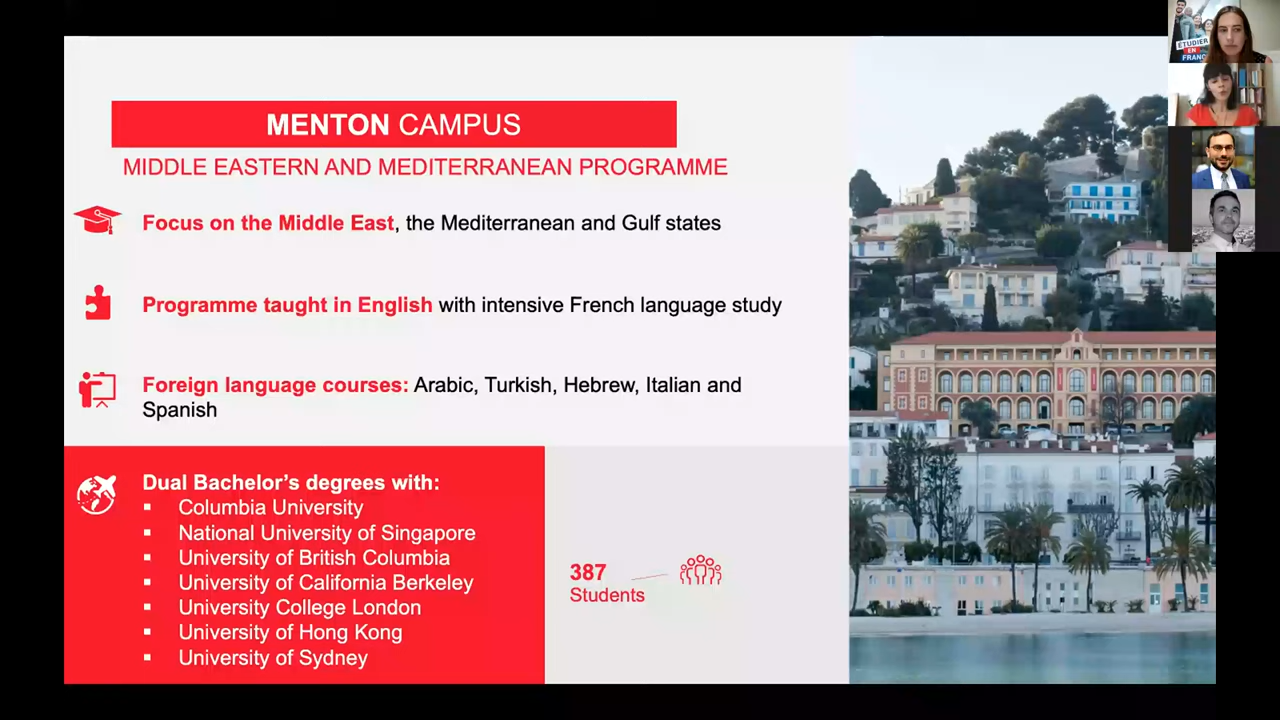 MENTON CAMPUS
MIDDLE EASTERN AND MEDITERRANEAN PROGRAMME
Focus on the Middle East, the Mediterranean and Gulf states
Programme taught in English with intensive French language study
Foreign language courses: Arabic, Turkish, Hebrew, Italian and
Spanish
Dual Bachelor's degrees with:
▪ Columbia University
▪ National University of Singapore
▪ University of British Columbia
▪ University of California Berkeley
▪ University College London
▪ University of Hong Kong
▪ University of Sydney
387
Students
ÉTUDIER
EN
FRANCE